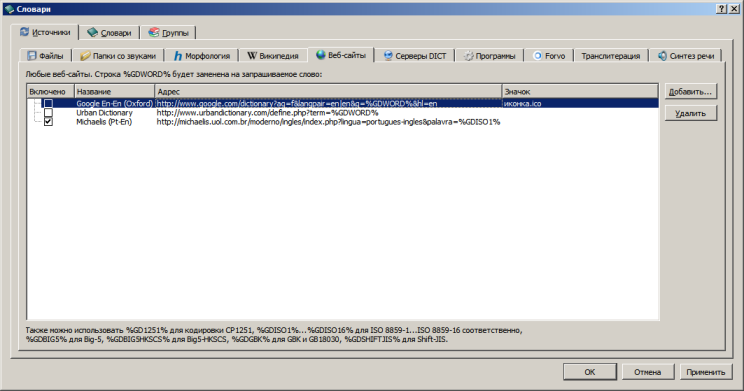 Словари
Источники Словари Группы
Файлы Папки со звуками Морфология Википедия Веб-сайты Серверы DICT Программы Forvo Транслитерация Синтез речи
Любые веб-сайты. Строка %GDWORD% будет заменена на запрашиваемое слово:
Включено Название Адрес Значок
Google En-En (Oxford) http://www.google.com/dictionary?aq=f&langpair=en|en&q=%GDWORD%&hl=en иконка.ico
Urban Dictionary http://www.urbandictionary.com/define.php?term=%GDWORD%
Michaelis (Pt-En) http://michaelis.uol.com.br/moderno/ingles/index.php?lingua=portugues-ingles&palavra=%GDISO1%
Добавить...
Удалить
Также можно использовать %GD1251% для кодировки CP1251, %GDISO1%...%GDISO16% для ISO 8859-1...ISO 8859-16 соответственно,
%GDBIG5% для Big-5, %GDBIG5HKSCS% для Big5-HKSCS, %GDGBK% для GBK и GB18030, %GDSHIFTJIS% для Shift-JIS.
OK Отмена Применить